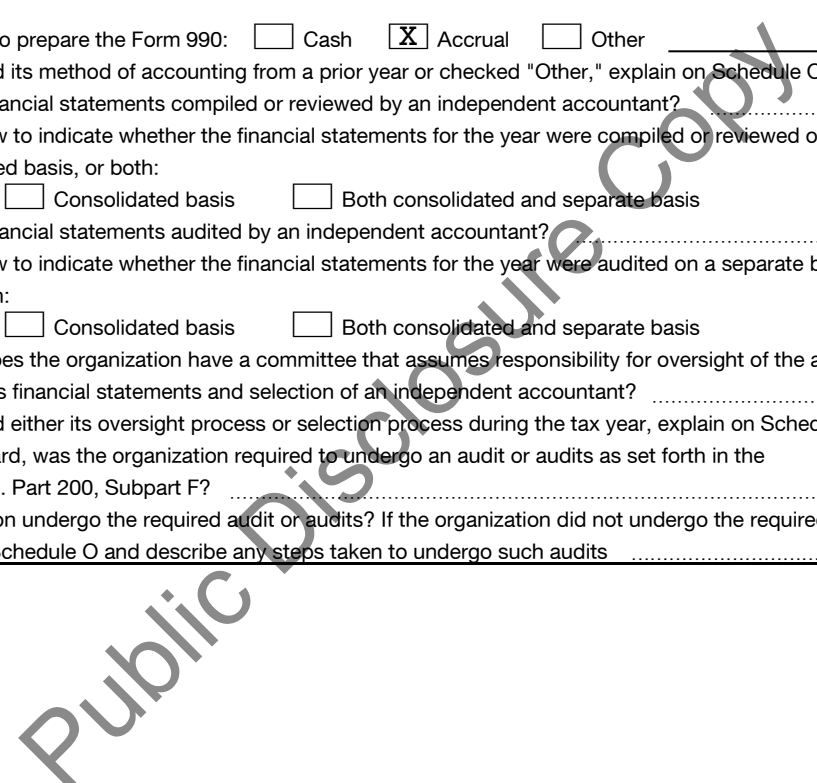 o prepare the Form 990: Cash X Accrual Other
d its method of accounting from a prior year or checked "Other," explain on Schedule O
ancial statements compiled or reviewed by an independent accountant?
w to indicate whether the financial statements for the year were compiled or reviewed o
ed basis, or both:
Consolidated basis Both consolidated and separate basis
ancial statements audited by an independent accountant?
w to indicate whether the financial statements for the year were audited on a separate b
h:
Consolidated basis Both consolidated and separate basis
oes the organization have a committee that assumes responsibility for oversight of the a
s financial statements and selection of an independent accountant?
d either its oversight process or selection process during the tax year, explain on Sched
ard, was the organization required to undergo an audit or audits as set forth in the
. Part 200, Subpart F?
on undergo the required audit or audits? If the organization did not undergo the require
Schedule O and describe any steps taken to undergo such audits
Public Disclosure Copy